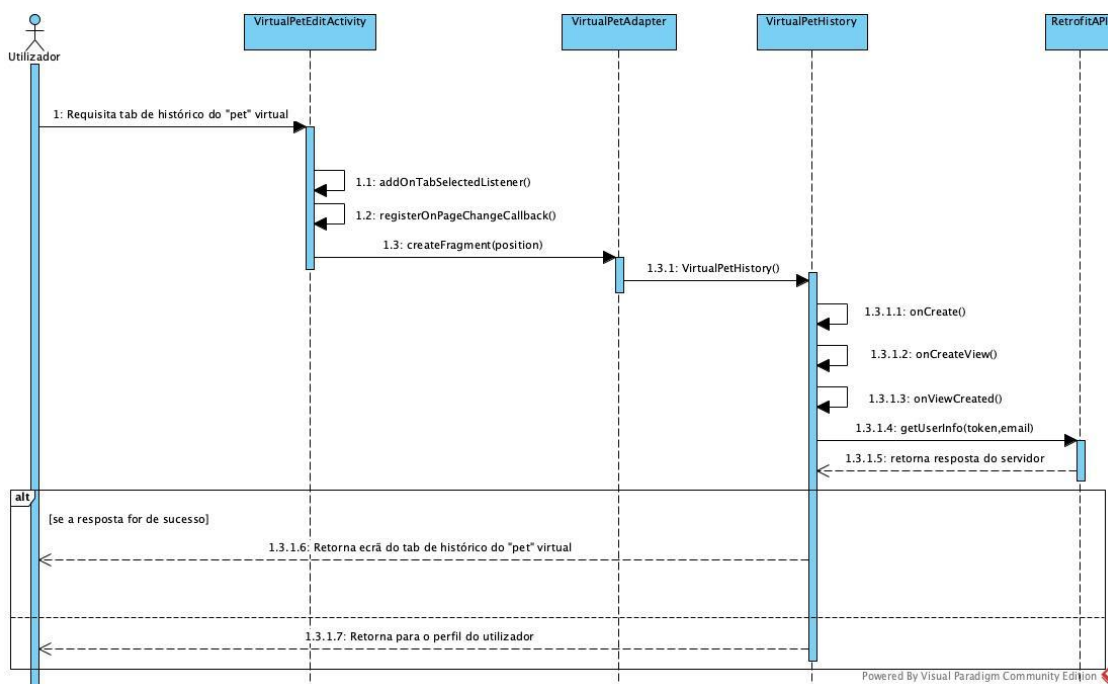 VirtualPetEditActivity
VirtualPetAdapter
VirtualPetHistory
RetrofitAPI
Utilizador
1: Requisita tab de histórico do "pet" virtual
1.1: addOnTabSelectedListener()
1.2: registerOnPageChangeCallback()
1.3: createFragment(position)
1.3.1: VirtualPetHistory()
1.3.1.1: onCreate()
1.3.1.2: onCreateView()
1.3.1.3: onViewCreated()
1.3.1.4: getUserInfo(token,email)
1.3.1.5: retorna resposta do servidor
alt
[se a resposta for de sucesso]
1.3.1.6: Retorna ecrã do tab de histórico do "pet" virtual
1.3.1.7: Retorna para o perfil do utilizador
Powered By Visual Paradigm Community Edition